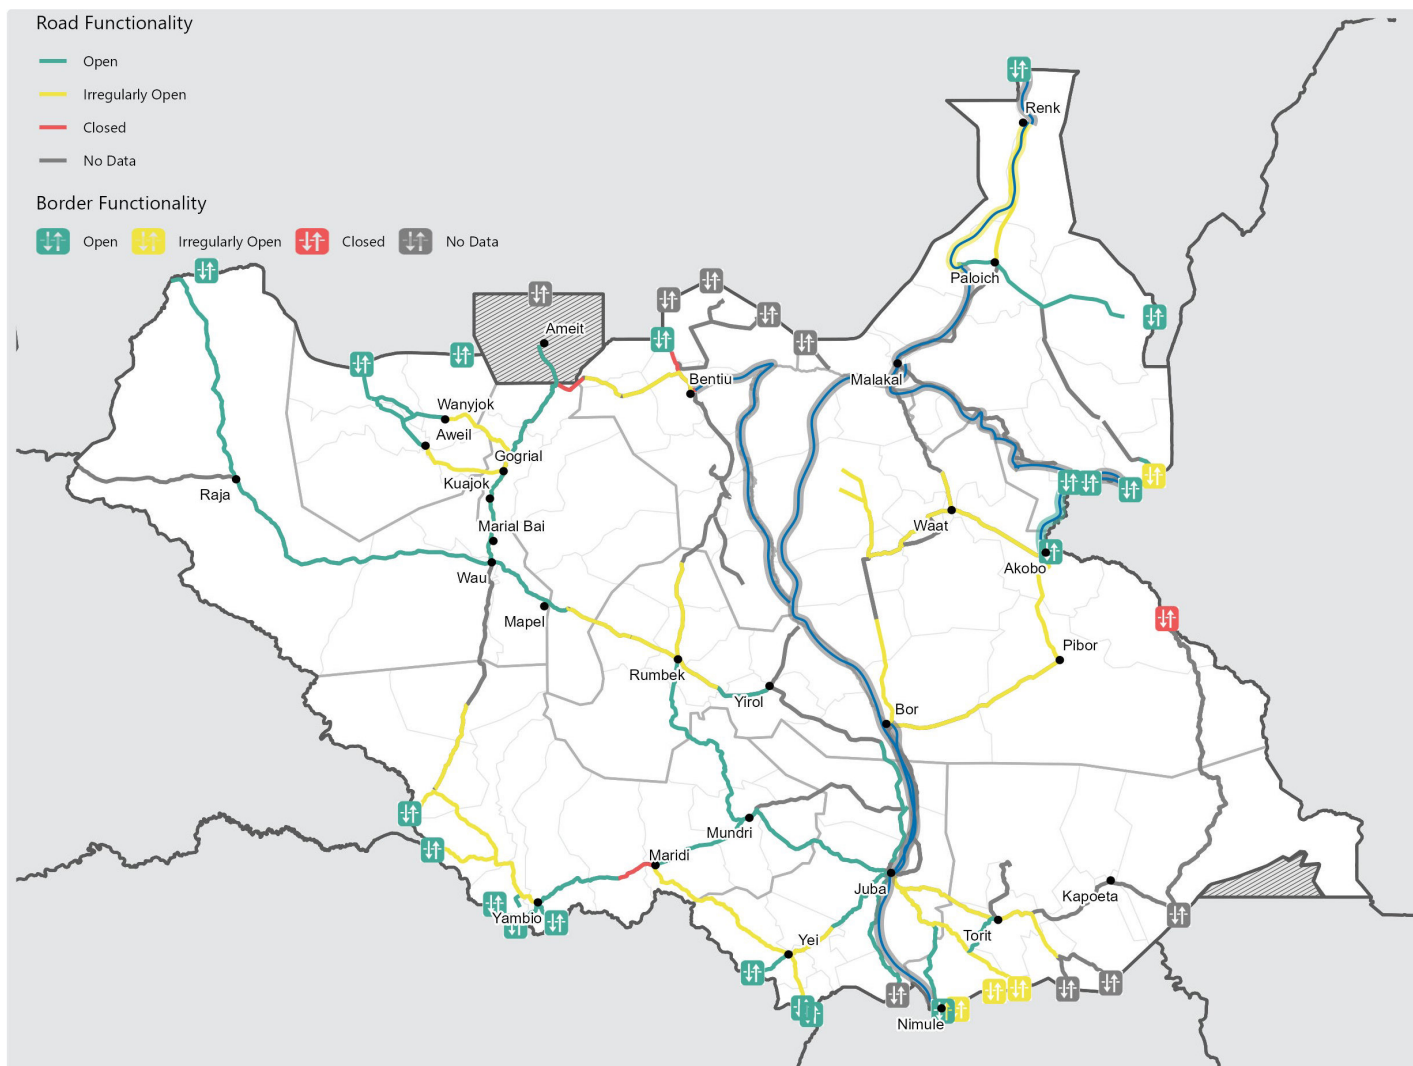 Road Functionality
Open
Irregularly Open
Closed
No Data
Border Functionality
Open
Irregularly Open
Closed
No Data
Renk
Paloich
Ameit
Malakal
Bentiu
Wanyjok
Aweil
Gogrial
Kuajok
Raja
Marial Bai
Waat
Akobo
Wau
Mapel
Pibor
Rumbek
Yirol
Bor
Mundri
Maridi
Juba
Kapoeta
Yambio
Torit
Yei
Nimule